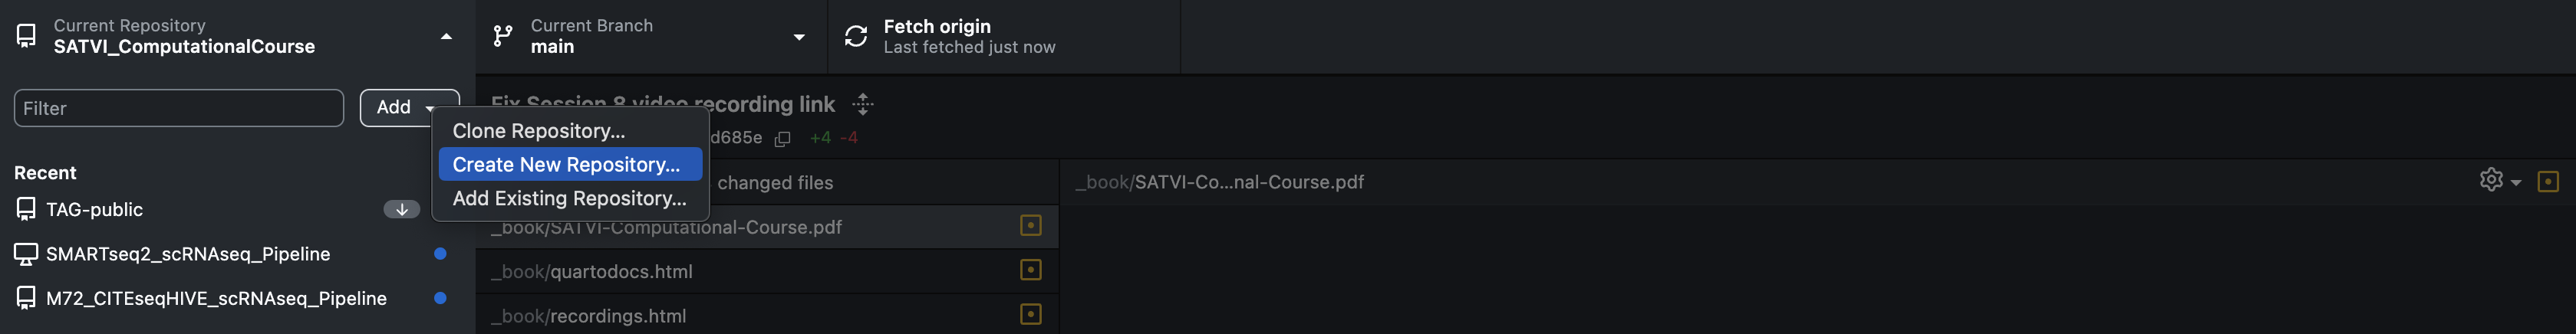 Current Repository
SATVI_ComputationalCourse
Current Branch
main
Fetch origin
Last fetched just now
Filter
Add
Clone Repository...
Create New Repository...
Add Existing Repository...
Fix Session 8 video recording link
d685e
+4 -4
changed files
_book/SATVI-Co...nal-Course.pdf
Recent
TAG-public
SMARTseq2_scRNAseq_Pipeline
M72_CITEseqHIVE_scRNAseq_Pipeline
_book/SATVI-Computational-Course.pdf
_book/quartodocs.html
_book/recordings.html